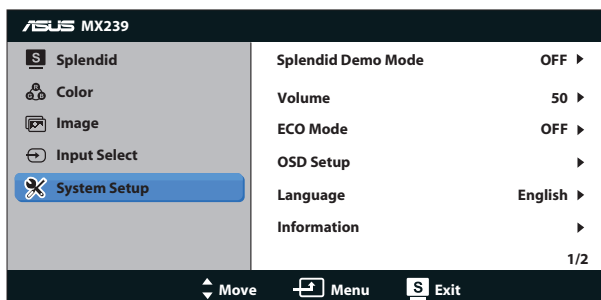 ASUS MX239
S Splendid
Color
Image
Input Select
System Setup
Splendid Demo Mode OFF
Volume 50
ECO Mode OFF
OSD Setup
Language English
Information
1/2
Move Menu S Exit